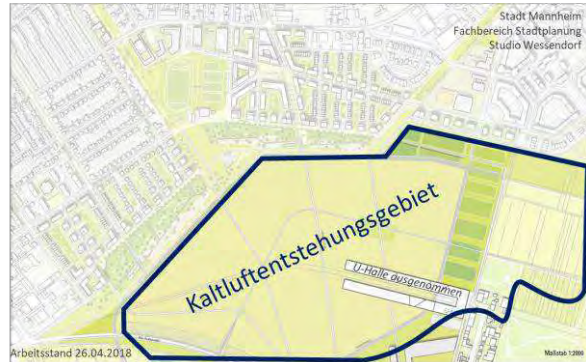 Stadt Mannheim
Fachbereich Stadtplanung
Studio Wessendorf
Kaltluftentstehungsgebiet
U-Halle ausgenommen
Arbeitsstand 26.04.2018